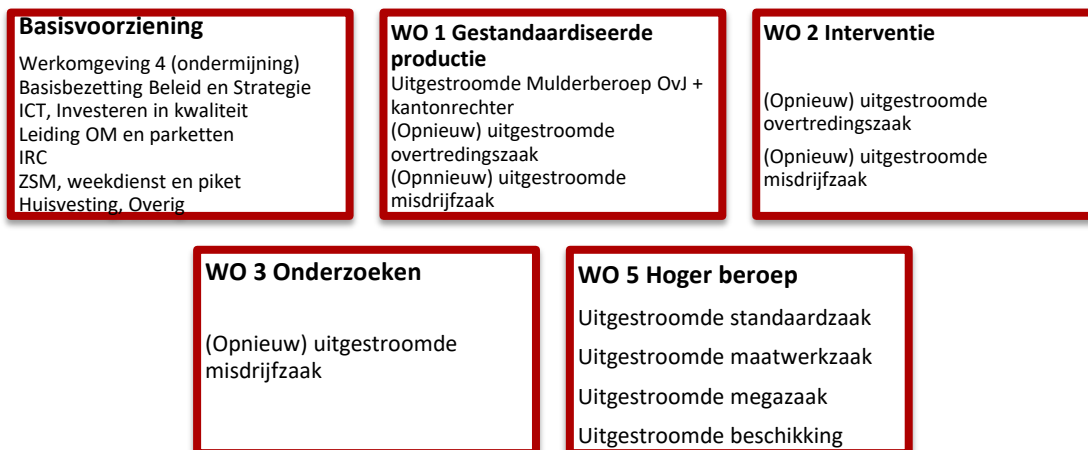 Basisvoorziening
Werkomgeving 4 (ondermijning)
Basisbezetting Beleid en Strategie
ICT, Investeren in kwaliteit
Leiding OM en parketten
IRC
ZSM, weekdienst en piket
Huisvesting, Overig
WO 1 Gestandaardiseerde
productie
Uitgestroomde Mulderberoep OvJ +
kantonrechter
(Opnieuw) uitgestroomde
overtredingszaak
(Opnnieuw) uitgestroomde
misdrijfzaak
WO 2 Interventie
(Opnieuw) uitgestroomde
overtredingszaak
(Opnieuw) uitgestroomde
misdrijfzaak
WO 3 Onderzoeken
(Opnieuw) uitgestroomde
misdrijfzaak
WO 5 Hoger beroep
Uitgestroomde standaardzaak
Uitgestroomde maatwerkzaak
Uitgestroomde megazaak
Uitgestroomde beschikking